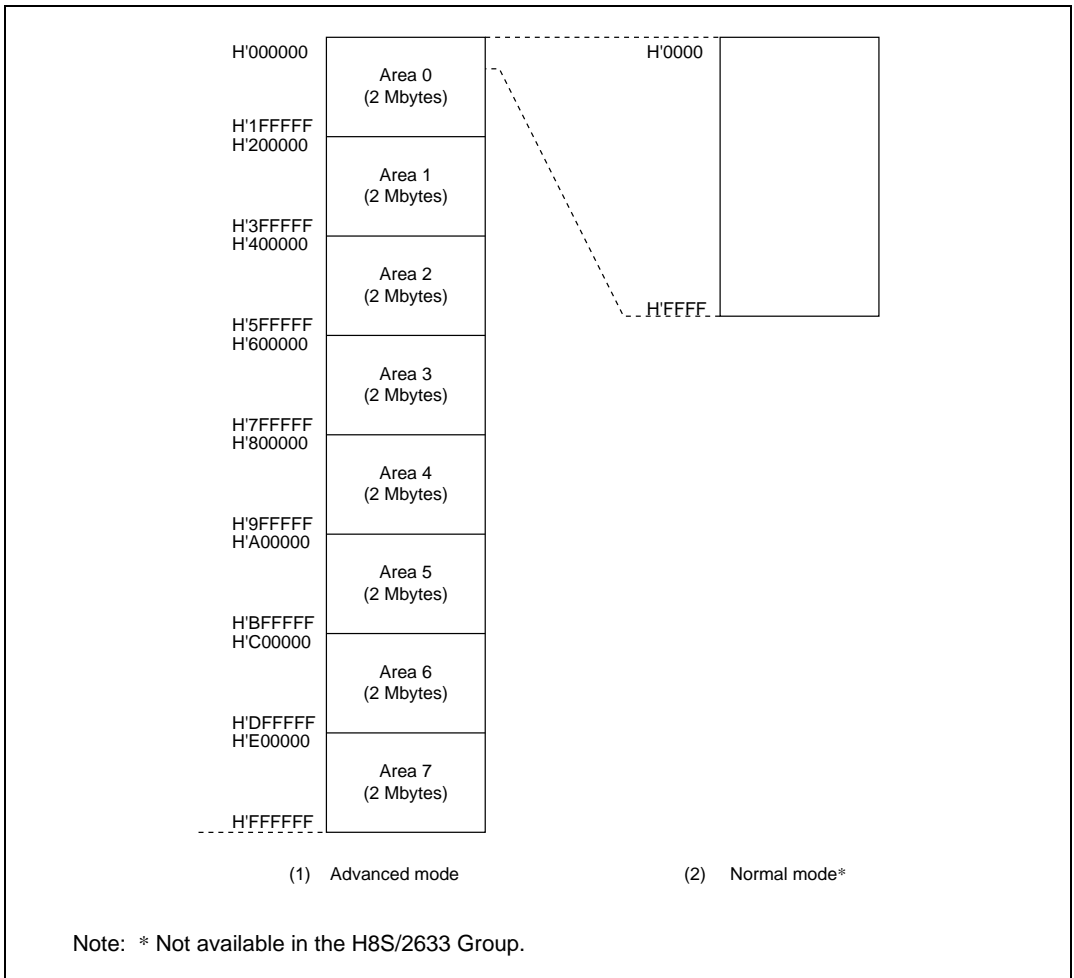 H'000000
Area 0
(2 Mbytes)
H'1FFFFF
H'200000
Area 1
(2 Mbytes)
H'3FFFFF
H'400000
Area 2
(2 Mbytes)
H'5FFFFF
H'600000
Area 3
(2 Mbytes)
H'7FFFFF
H'800000
Area 4
(2 Mbytes)
H'9FFFFF
H'A00000
Area 5
(2 Mbytes)
H'BFFFFF
H'C00000
Area 6
(2 Mbytes)
H'DFFFFF
H'E00000
Area 7
(2 Mbytes)
H'FFFFFF
(1) Advanced mode
H'0000
H'FFFF
(2) Normal mode*
Note: * Not available in the H8S/2633 Group.